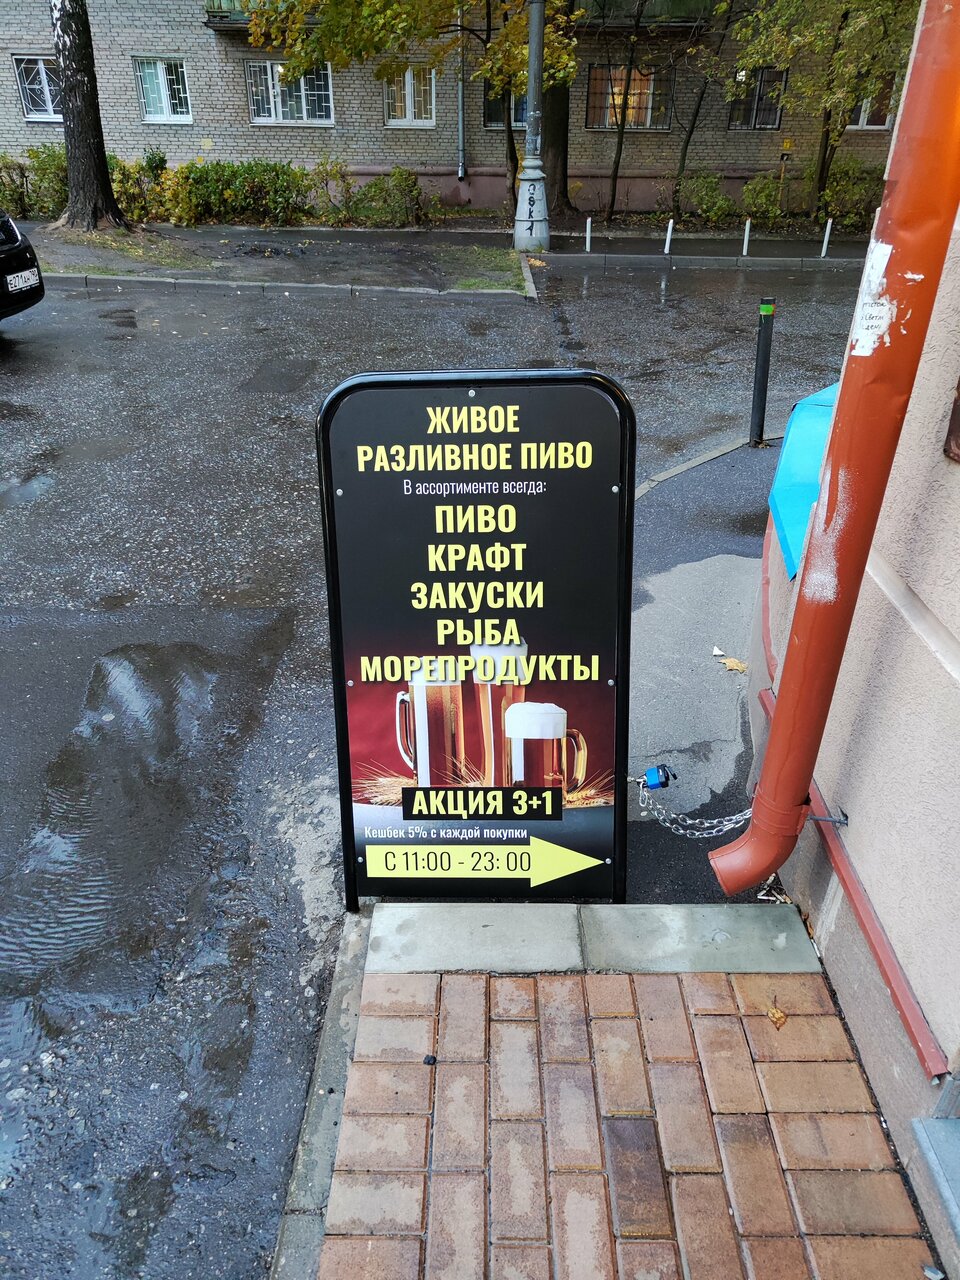 ЖИВОЕ
РАЗЛИВНОЕ ПИВО
В ассортименте всегда:
ПИВО
КРАФТ
ЗАКУСКИ
РЫБА
МОРЕПРОДУКТЫ
АКЦИЯ 3+1
Кешбек 5% с каждой покупки
С 11:00 - 23: 00